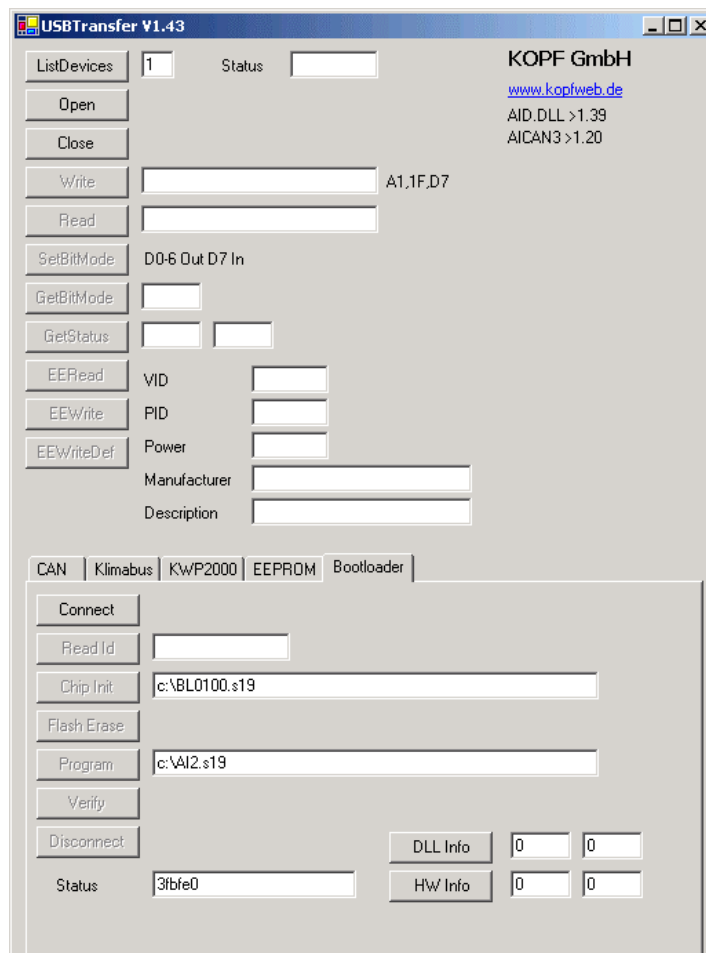 USBTransfer V1.43
ListDevices 1 Status KOPF GmbH
Open www.kopfweb.de
AID.DLL >1.39
Close AICAN3 >1.20
Write A1,1F,D7
Read
SetBitMode D0-6 Out D7 In
GetBitMode
GetStatus
EERead VID
EEWrite PID
EEWriteDef Power
Manufacturer
Description
CAN Klimabus KWP2000 EEPROM Bootloader
Connect
Read Id
Chip Init c:\BL0100.s19
Flash Erase
Program c:\AI2.s19
Verify
Disconnect DLL Info 0 0
Status 3fbfe0 HW Info 0 0